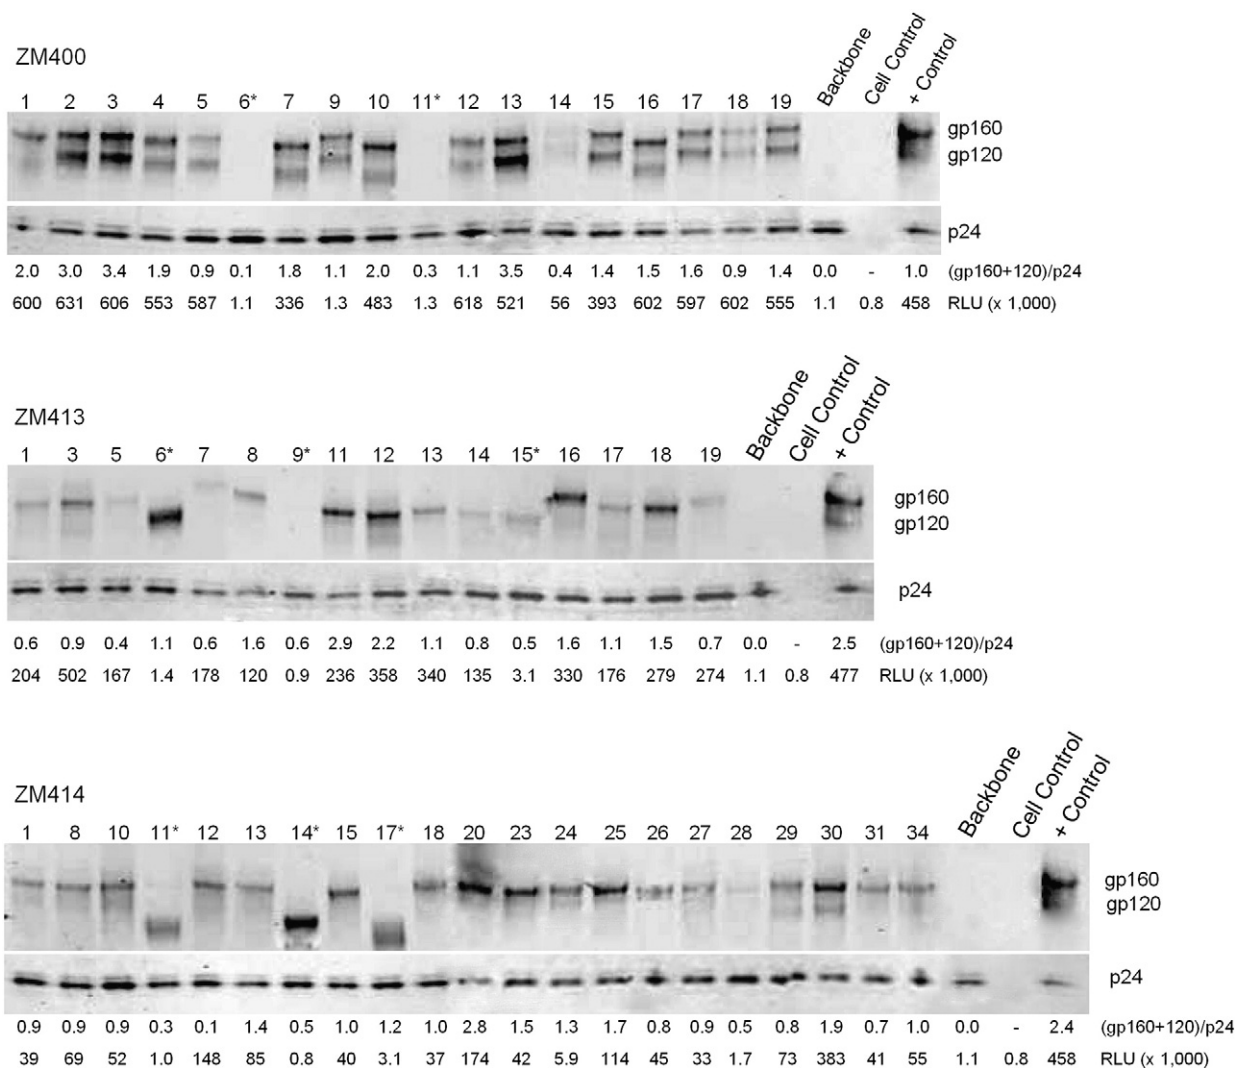 ZM400
1 2 3 4 5 6* 7 9 10 11* 12 13 14 15 16 17 18 19 Backbone Cell Control + Control
gp160
gp120
p24
2.0 3.0 3.4 1.9 0.9 0.1 1.8 1.1 2.0 0.3 1.1 3.5 0.4 1.4 1.5 1.6 0.9 1.4 0.0 - 1.0 (gp160+120)/p24
600 631 606 553 587 1.1 336 1.3 483 1.3 618 521 56 393 602 597 602 555 1.1 0.8 458 RLU (x 1,000)
ZM413
1 3 5 6* 7 8 9* 11 12 13 14 15* 16 17 18 19 Backbone Cell Control + Control
gp160
gp120
p24
0.6 0.9 0.4 1.1 0.6 1.6 0.6 2.9 2.2 1.1 0.8 0.5 1.6 1.1 1.5 0.7 0.0 - 2.5 (gp160+120)/p24
204 502 167 1.4 178 120 0.9 236 358 340 135 3.1 330 176 279 274 1.1 0.8 477 RLU (x 1,000)
ZM414
1 8 10 11* 12 13 14* 15 17* 18 20 23 24 25 26 27 28 29 30 31 34 Backbone Cell Control + Control
gp160
gp120
p24
0.9 0.9 0.9 0.3 0.1 1.4 0.5 1.0 1.2 1.0 2.8 1.5 1.3 1.7 0.8 0.9 0.5 0.8 1.9 0.7 1.0 0.0 - 2.4 (gp160+120)/p24
39 69 52 1.0 148 85 0.8 40 3.1 37 174 42 5.9 114 45 33 1.7 73 383 41 55 1.1 0.8 458 RLU (x 1,000)